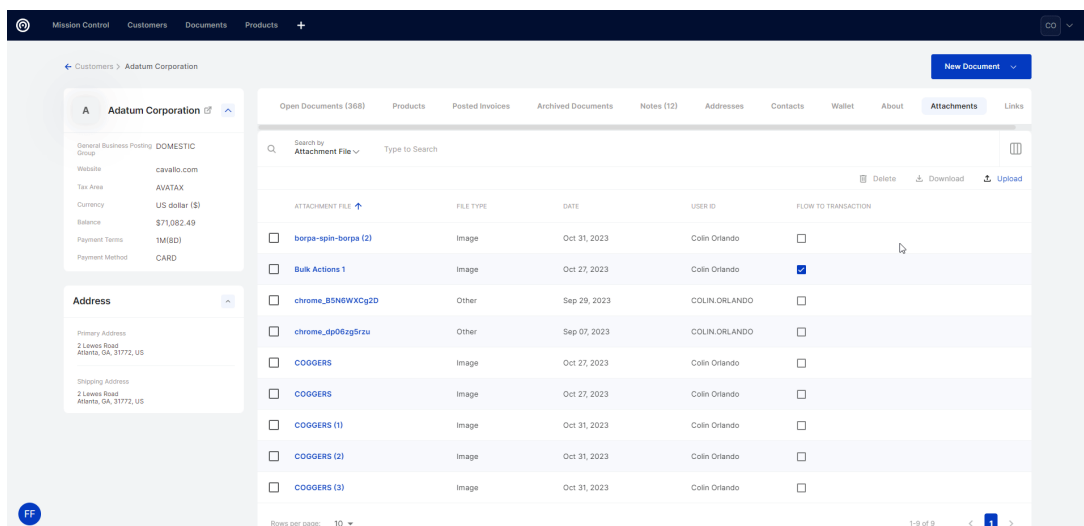 Mission Control Customers Documents Products +
CO
← Customers > Adatum Corporation
New Document
A Adatum Corporation
General Business Posting Group DOMESTIC
Website cavallo.com
Tax Area AVATAX
Currency US dollar ($)
Balance $71,082.49
Payment Terms 1M(8D)
Payment Method CARD
Address
Primary Address
2 Lewes Road
Atlanta, GA, 31772, US
Shipping Address
2 Lewes Road
Atlanta, GA, 31772, US
Open Documents (368) Products Posted Invoices Archived Documents Notes (12) Addresses Contacts Wallet About Attachments Links
Search by
Attachment File Type to Search
Delete Download Upload
ATTACHMENT FILE FILE TYPE DATE USER ID FLOW TO TRANSACTION
borpa-spin-borpa (2) Image Oct 31, 2023 Colin Orlando
Bulk Actions 1 Image Oct 27, 2023 Colin Orlando
chrome_B5N6WXCg2D Other Sep 29, 2023 COLIN.ORLANDO
chrome_dp06zg5rzu Other Sep 07, 2023 COLIN.ORLANDO
COGGERS Image Oct 27, 2023 Colin Orlando
COGGERS Image Oct 27, 2023 Colin Orlando
COGGERS (1) Image Oct 31, 2023 Colin Orlando
COGGERS (2) Image Oct 31, 2023 Colin Orlando
COGGERS (3) Image Oct 31, 2023 Colin Orlando
FF
Rows per page: 10 1-9 of 9 < 1 >